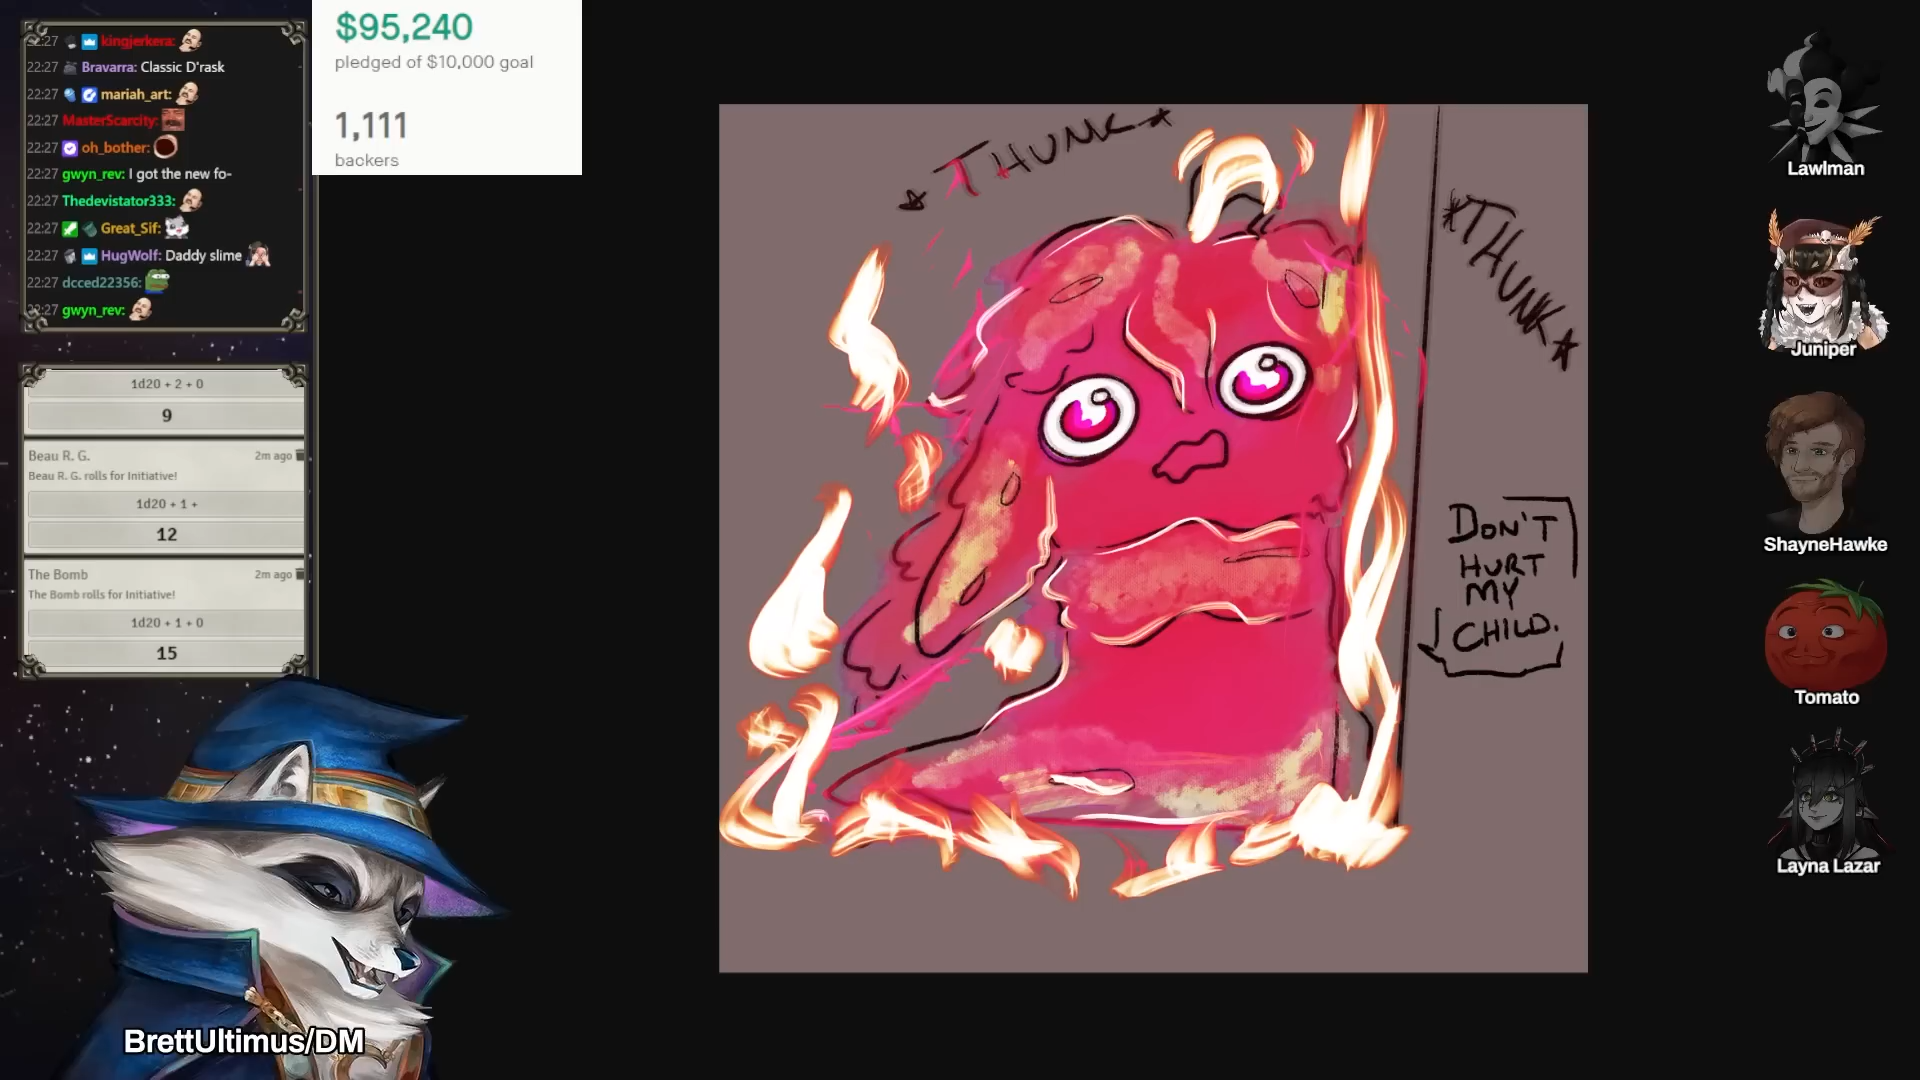 22:27 kingjerkera:
22:27 Bravarra: Classic D'rask
22:27 mariah_art:
22:27 MasterScarcity:
22:27 oh_bother:
22:27 gwyn_rev: I got the new fo-
22:27 Thedevistator333:
22:27 Great_Sif:
22:27 HugWolf: Daddy slime
22:27 dcced22356:
22:27 gwyn_rev:
$95,240
pledged of $10,000 goal
1,111
backers
1d20 + 2 + 0
9
Beau R. G. 2m ago
Beau R. G. rolls for Initiative!
1d20 + 1 +
12
The Bomb 2m ago
The Bomb rolls for Initiative!
1d20 + 1 + 0
15
BrettUltimus/DM
*THUNK*
*THUNK*
DON'T
HURT
MY
CHILD.
Lawlman
Juniper
ShayneHawke
Tomato
Layna Lazar